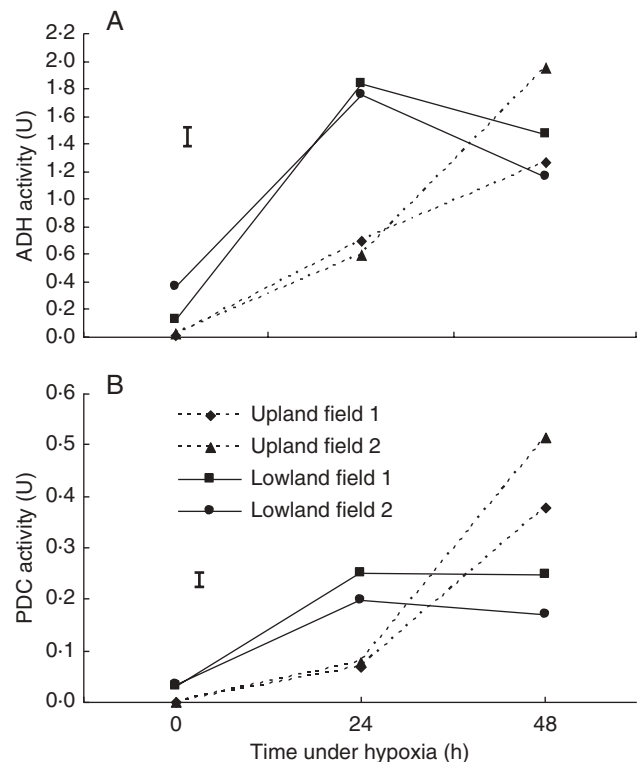 A
2·2
2·0
1·8
1·6
1·4
1·2
1·0
0·8
0·6
0·4
0·2
0·0
ADH activity (U)
B
0·6
0·5
0·4
0·3
0·2
0·1
0·0
PDC activity (U)
Upland field 1
Upland field 2
Lowland field 1
Lowland field 2
0 24 48
Time under hypoxia (h)